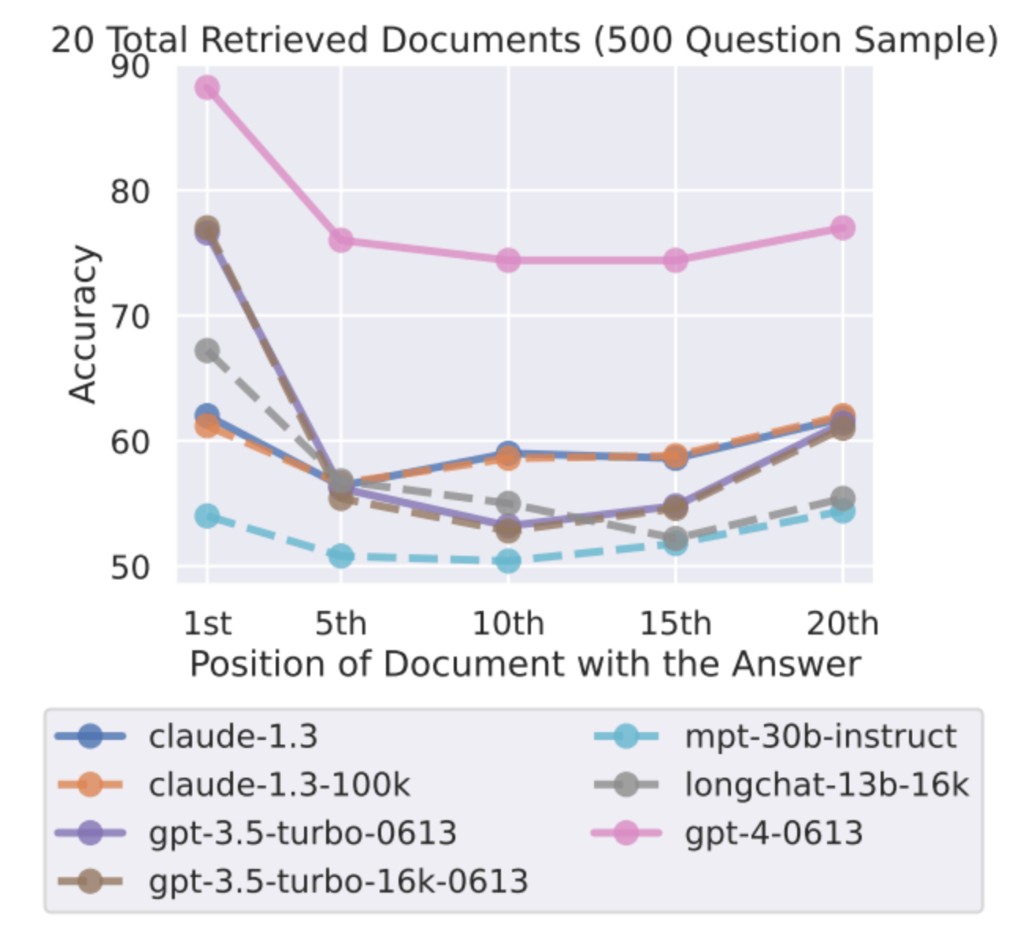 20 Total Retrieved Documents (500 Question Sample)
90
80
70
60
50
Accuracy
1st 5th 10th 15th 20th
Position of Document with the Answer
claude-1.3
claude-1.3-100k
gpt-3.5-turbo-0613
gpt-3.5-turbo-16k-0613
mpt-30b-instruct
longchat-13b-16k
gpt-4-0613